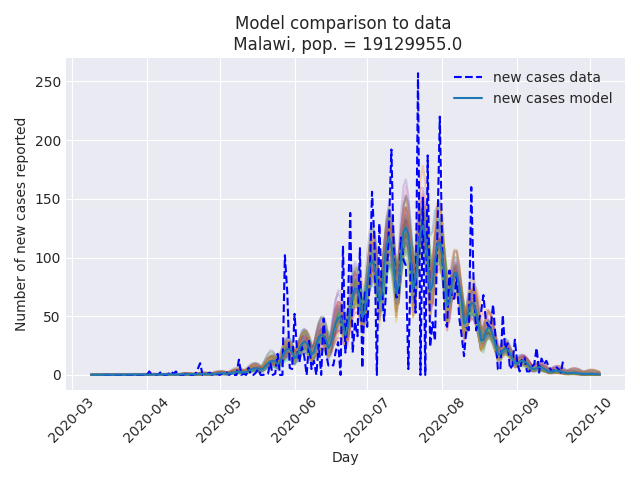 Model comparison to data
Malawi, pop. = 19129955.0
new cases data
new cases model
Number of new cases reported
250
200
150
100
50
0
2020-03
2020-04
2020-05
2020-06
2020-07
2020-08
2020-09
2020-10
Day